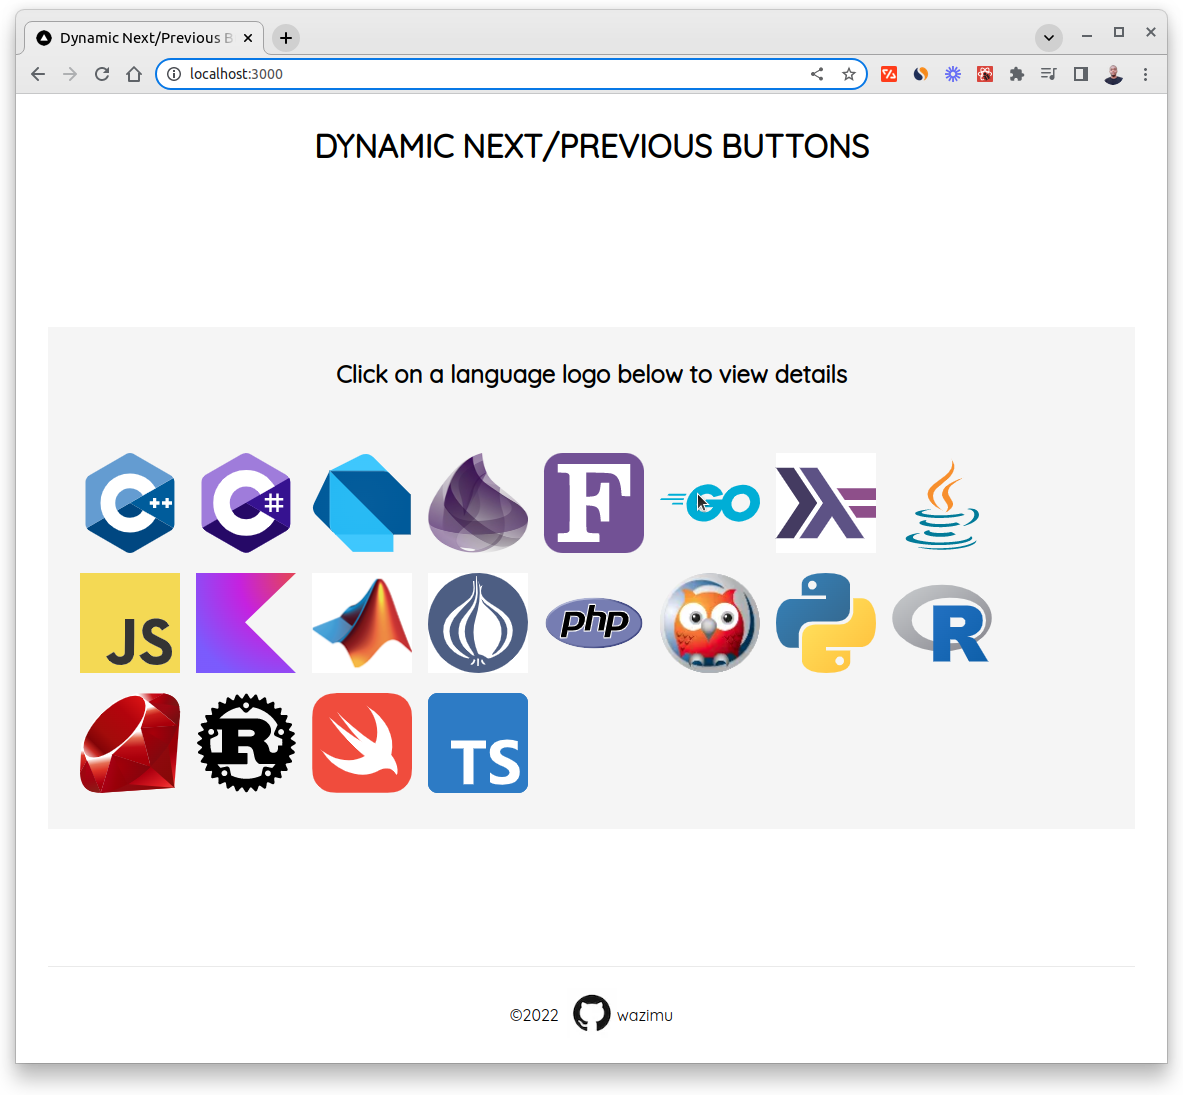 Dynamic Next/Previous B
localhost:3000
DYNAMIC NEXT/PREVIOUS BUTTONS
Click on a language logo below to view details
C++ C# F GO
JS php R
R TS
©2022 wazimu